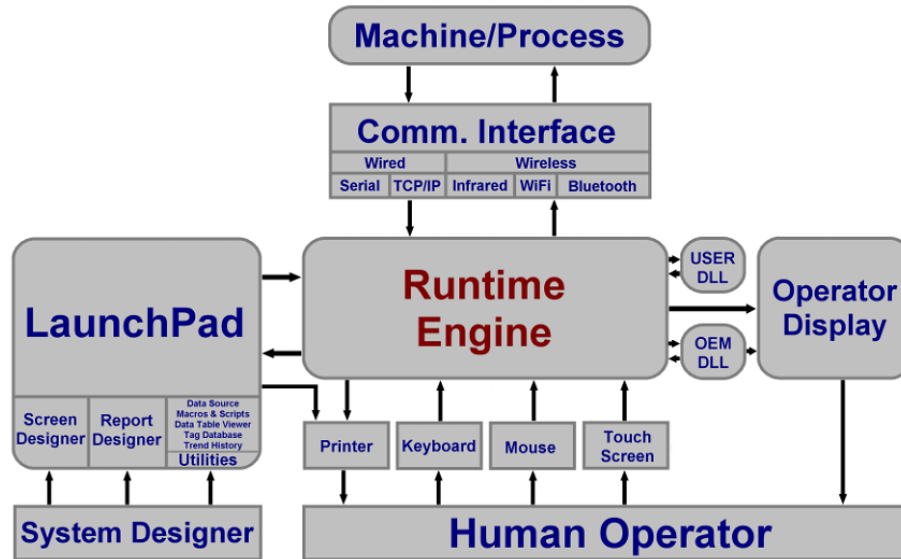 Machine/Process
Comm. Interface
Wired
Wireless
Serial
TCP/IP
Infrared
WiFi
Bluetooth
LaunchPad
Runtime
Engine
USER
DLL
OEM
DLL
Operator
Display
Screen
Designer
Report
Designer
Data Source
Macros & Scripts
Data Table Viewer
Tag Database
Trend History
Utilities
Printer
Keyboard
Mouse
Touch
Screen
System Designer
Human Operator